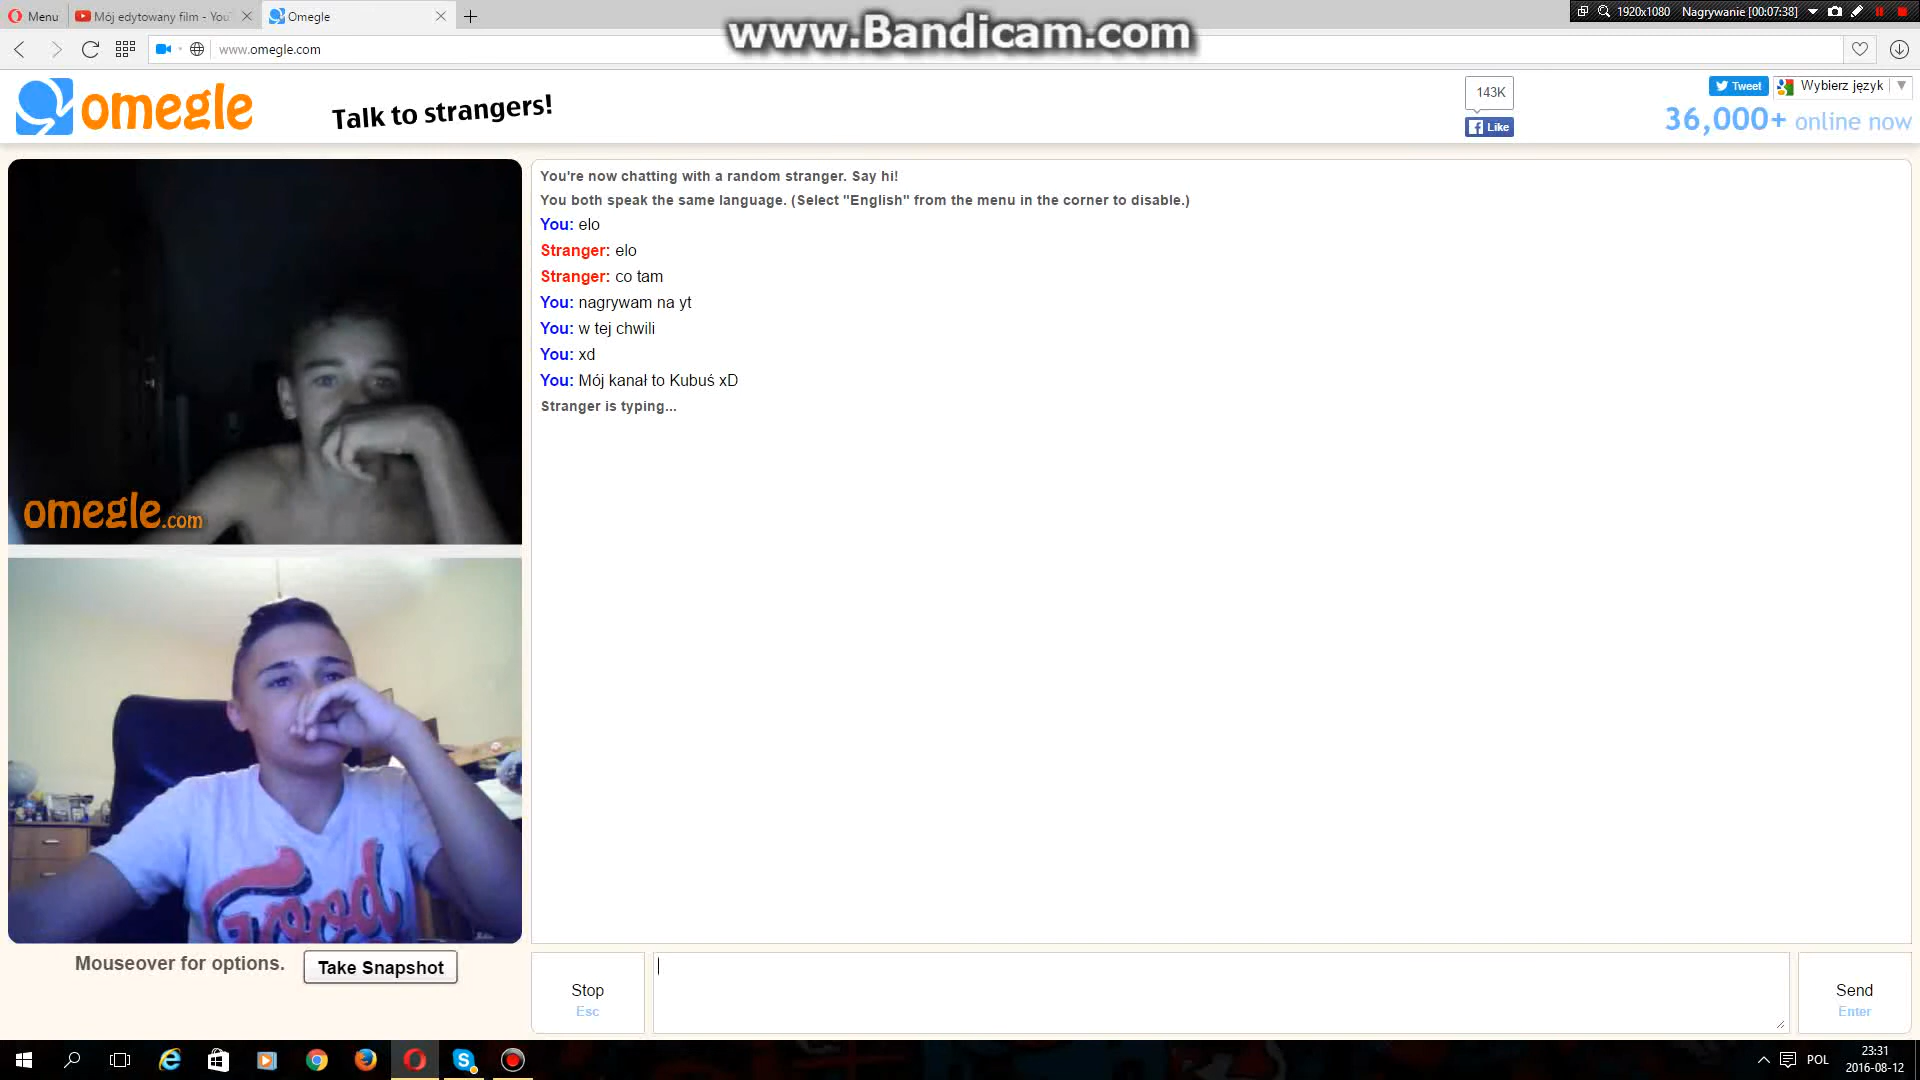 Menu
Mój edytowany film - You
Omegle
www.Bandicam.com
1920x1080
Nagrywanie [00:07:38]
www.omegle.com
omegle
Talk to strangers!
143K
Like
Tweet
Wybierz język
36,000+ online now
You're now chatting with a random stranger. Say hi!
You both speak the same language. (Select "English" from the menu in the corner to disable.)
You: elo
Stranger: elo
Stranger: co tam
You: nagrywam na yt
You: w tej chwili
You: xd
You: Mój kanał to Kubuś xD
Stranger is typing...
omegle.com
Good
Mouseover for options.
Take Snapshot
Stop
Esc
Send
Enter
POL
23:31
2016-08-12